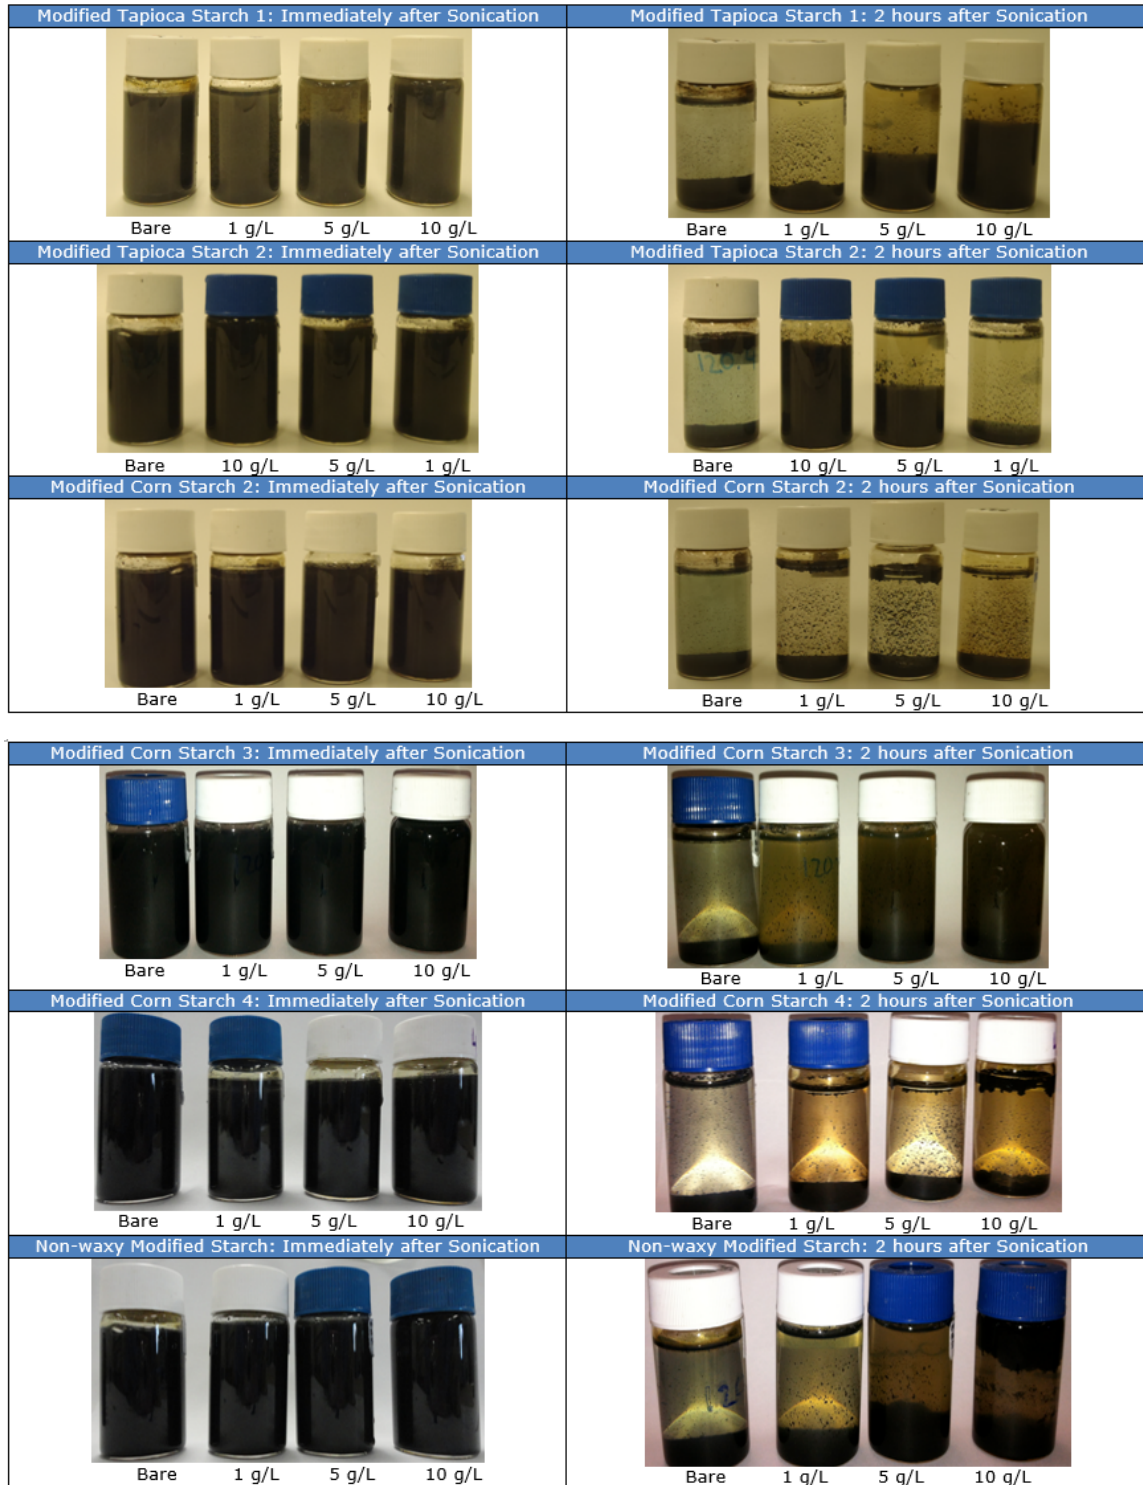 Modified Tapioca Starch 1: Immediately after Sonication
Modified Tapioca Starch 1: 2 hours after Sonication
Bare 1 g/L 5 g/L 10 g/L
Bare 1 g/L 5 g/L 10 g/L
Modified Tapioca Starch 2: Immediately after Sonication
Modified Tapioca Starch 2: 2 hours after Sonication
120
Bare 10 g/L 5 g/L 1 g/L
Bare 10 g/L 5 g/L 1 g/L
Modified Corn Starch 2: Immediately after Sonication
Modified Corn Starch 2: 2 hours after Sonication
Bare 1 g/L 5 g/L 10 g/L
Bare 1 g/L 5 g/L 10 g/L
Modified Corn Starch 3: Immediately after Sonication
Modified Corn Starch 3: 2 hours after Sonication
120
120
Bare 1 g/L 5 g/L 10 g/L
Bare 1 g/L 5 g/L 10 g/L
Modified Corn Starch 4: Immediately after Sonication
Modified Corn Starch 4: 2 hours after Sonication
Bare 1 g/L 5 g/L 10 g/L
Bare 1 g/L 5 g/L 10 g/L
Non-waxy Modified Starch: Immediately after Sonication
Non-waxy Modified Starch: 2 hours after Sonication
120
Bare 1 g/L 5 g/L 10 g/L
Bare 1 g/L 5 g/L 10 g/L